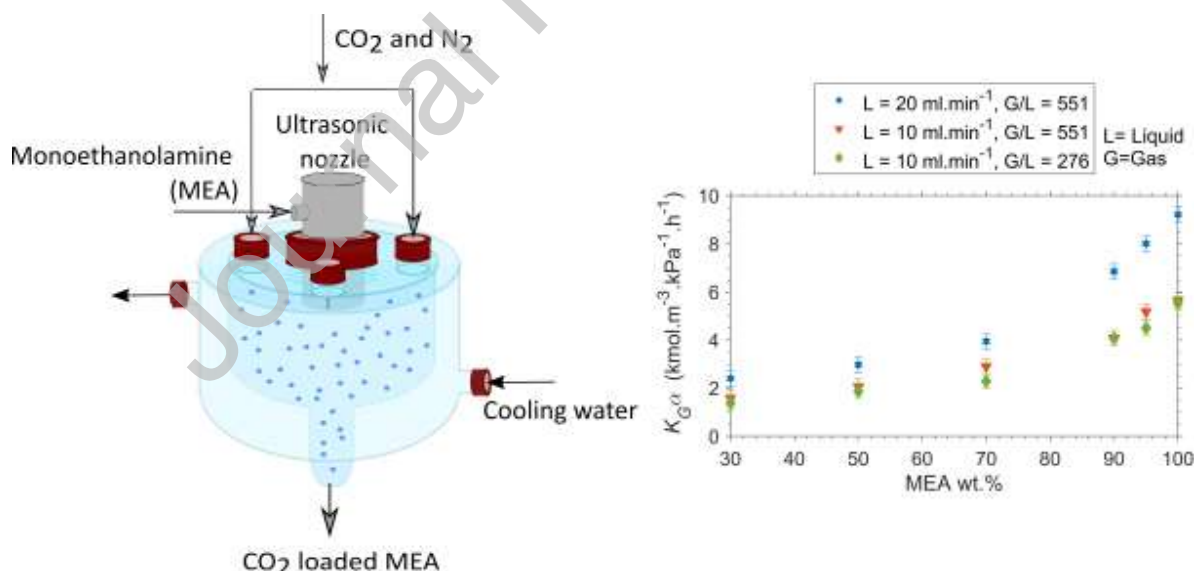 CO2 and N2
Ultrasonic
nozzle
Monoethanolamine
(MEA)
Cooling water
CO2 loaded MEA
L = 20 ml.min-1, G/L = 551
L = 10 ml.min-1, G/L = 551
L = 10 ml.min-1, G/L = 276
L= Liquid
G=Gas
KGα (kmol.m-3.kPa-1.h-1)
10
8
6
4
2
0
30 40 50 60 70 80 90 100
MEA wt.%
Journal